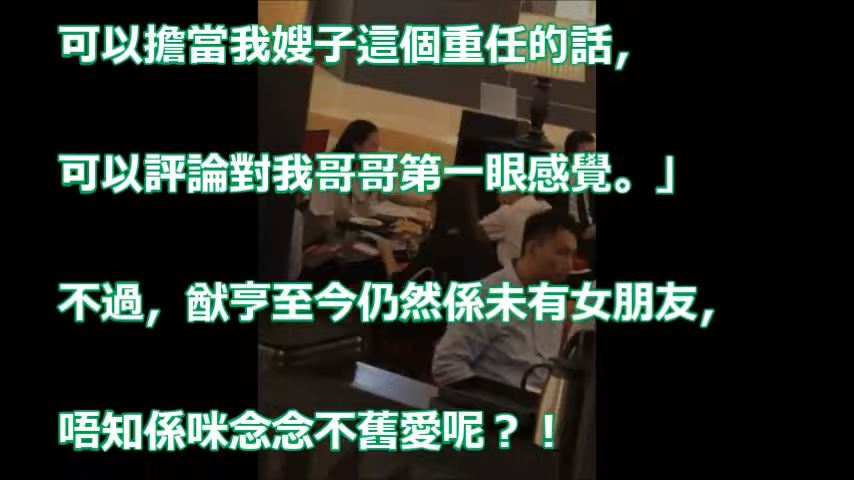 可以擔當我嫂子這個重任的話，
可以評論對我哥哥第一眼感覺。」
不過，猷亨至今仍然係未有女朋友，
唔知係咪念念不舊愛呢？！